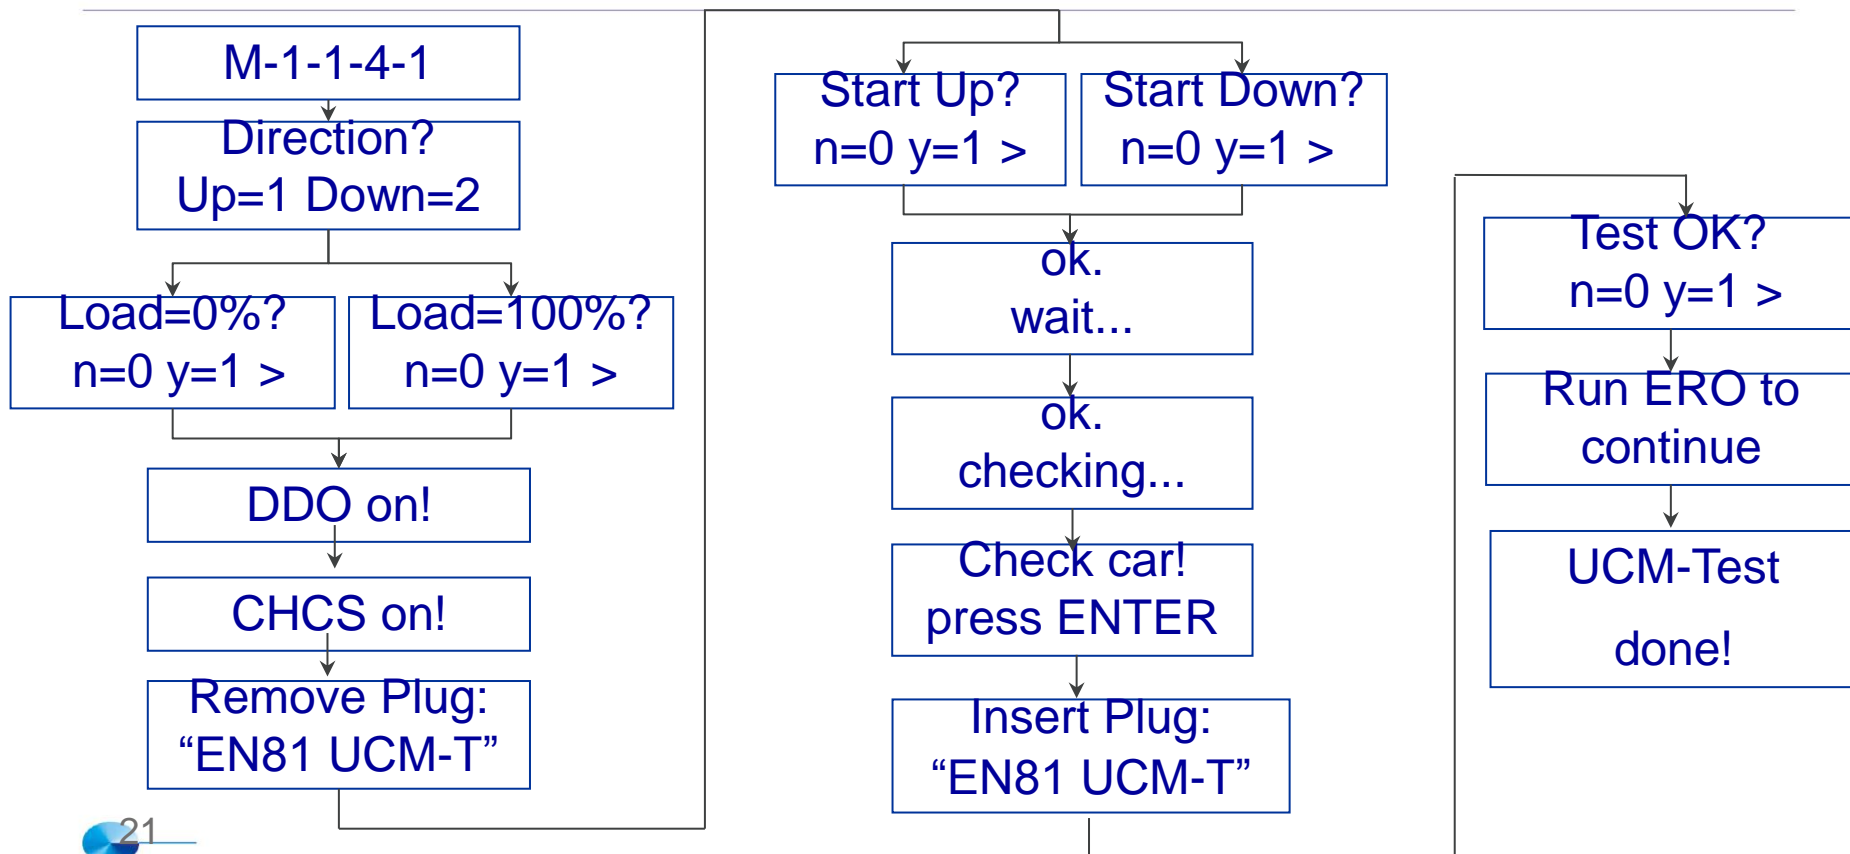 M-1-1-4-1
Direction?
Up=1 Down=2
Load=0%?
n=0 y=1 >
Load=100%?
n=0 y=1 >
DDO on!
CHCS on!
Remove Plug:
“EN81 UCM-T”
Start Up?
n=0 y=1 >
Start Down?
n=0 y=1 >
ok.
wait...
ok.
checking...
Check car!
press ENTER
Insert Plug:
“EN81 UCM-T”
Test OK?
n=0 y=1 >
Run ERO to
continue
UCM-Test
done!
21